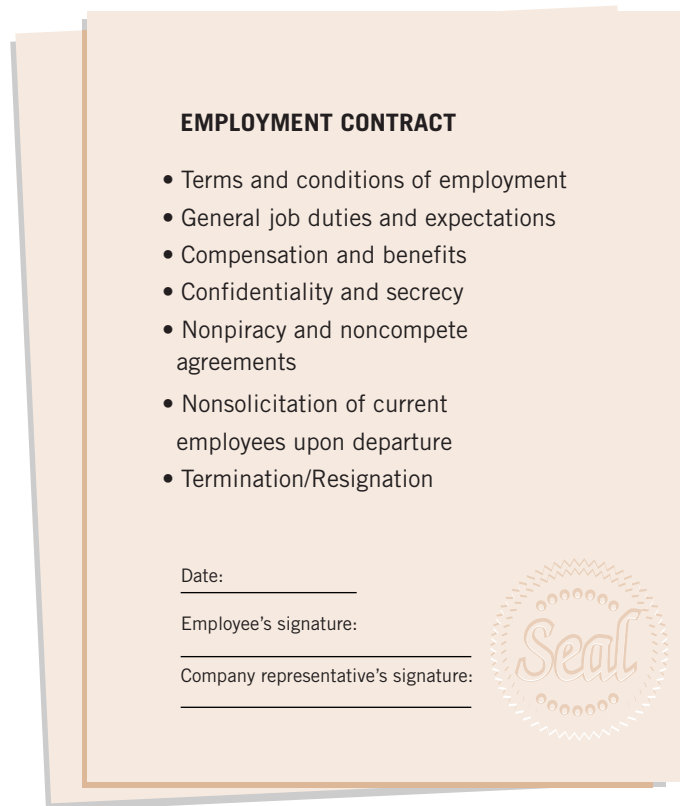 EMPLOYMENT CONTRACT
• Terms and conditions of employment
• General job duties and expectations
• Compensation and benefits
• Confidentiality and secrecy
• Nonpiracy and noncompete
agreements
• Nonsolicitation of current
employees upon departure
• Termination/Resignation
Date:
Employee’s signature:
Company representative’s signature:
Seal